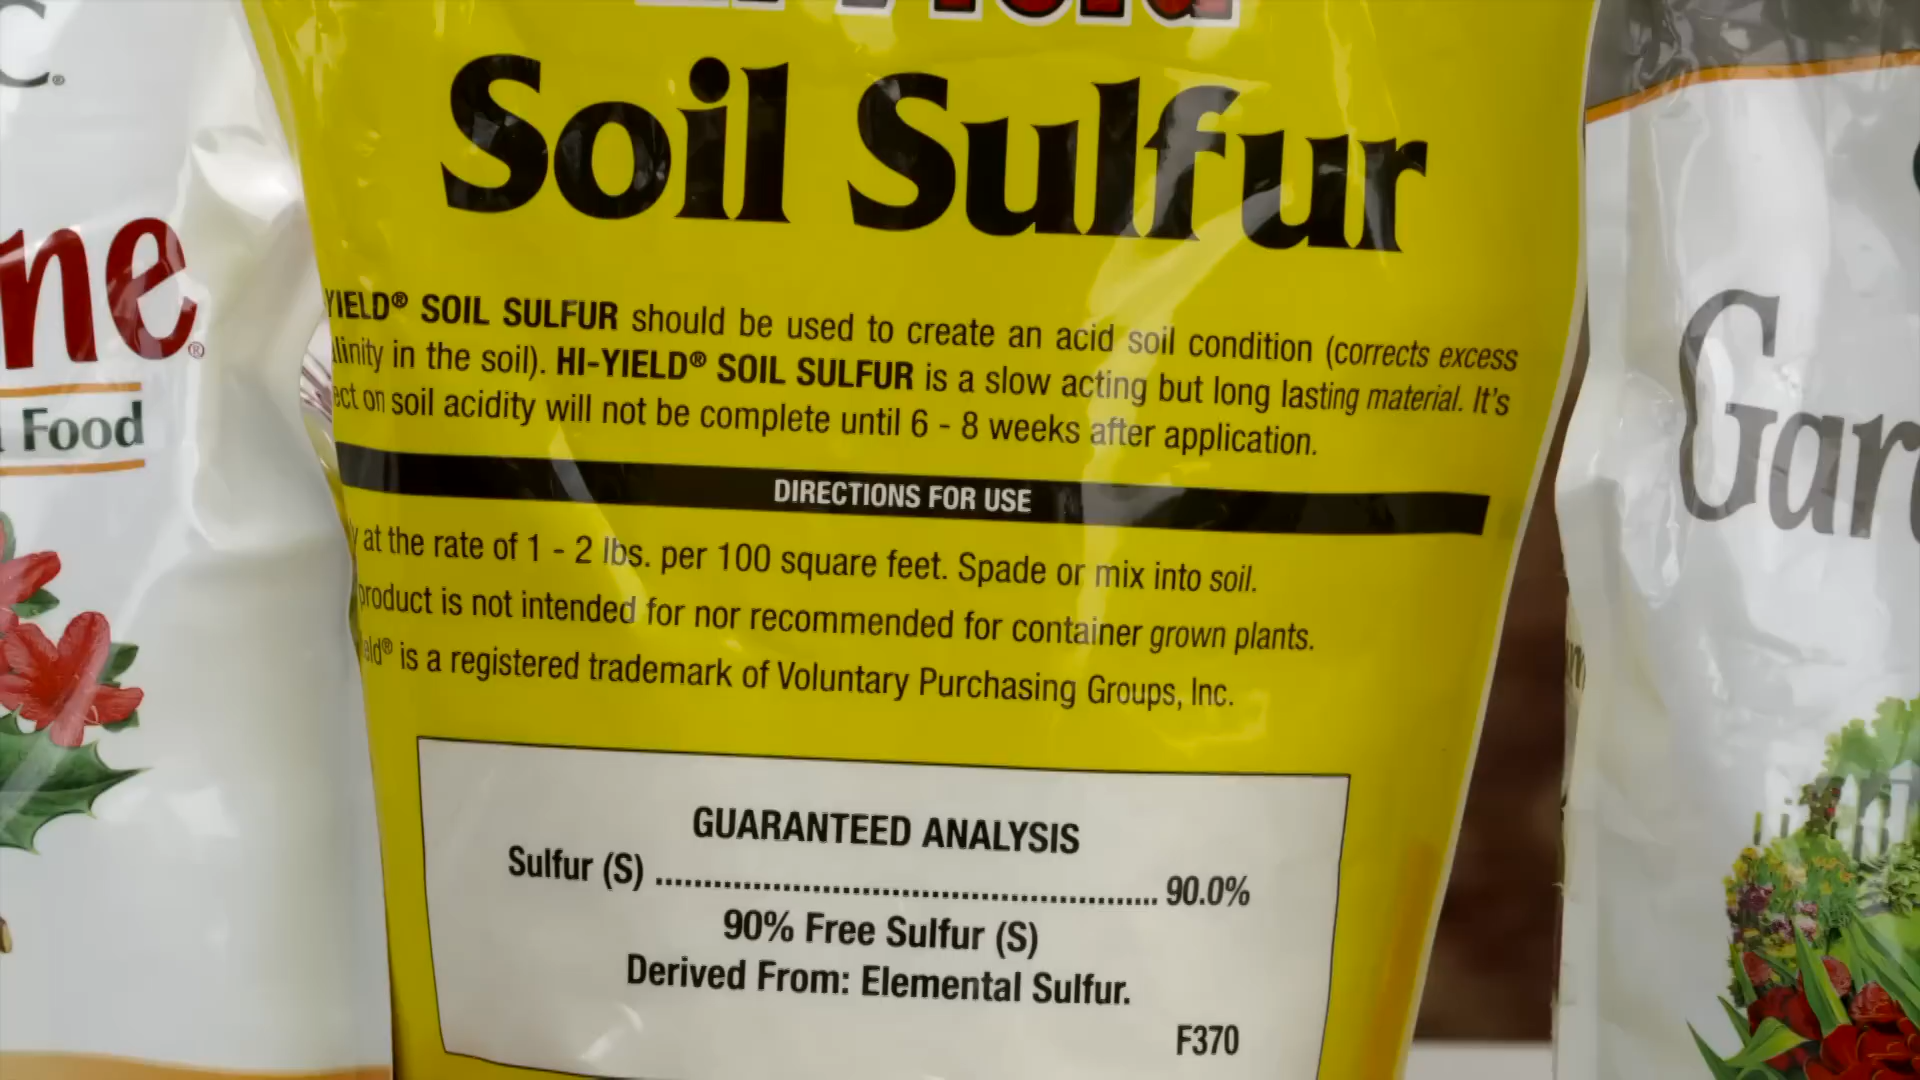 Soil Sulfur
YIELD® SOIL SULFUR should be used to create an acid soil condition (corrects excess
linity in the soil). HI-YIELD® SOIL SULFUR is a slow acting but long lasting material. It's
ect on soil acidity will not be complete until 6 - 8 weeks after application.
DIRECTIONS FOR USE
y at the rate of 1 - 2 lbs. per 100 square feet. Spade or mix into soil.
product is not intended for nor recommended for container grown plants.
eld® is a registered trademark of Voluntary Purchasing Groups, Inc.
GUARANTEED ANALYSIS
Sulfur (S) ........................................................ 90.0%
90% Free Sulfur (S)
Derived From: Elemental Sulfur.
F370
C®
ne®
Food
Gar